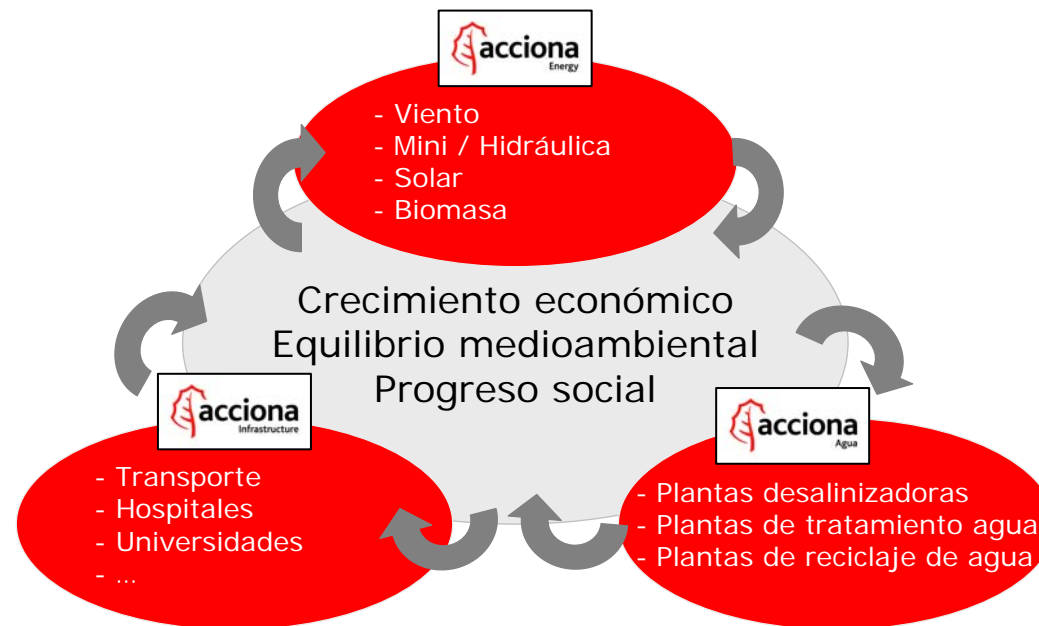 acciona
Energy
- Viento
- Mini / Hidráulica
- Solar
- Biomasa
Crecimiento económico
Equilibrio medioambiental
Progreso social
acciona
Infrastructure
- Transporte
- Hospitales
- Universidades
- ...
acciona
Agua
- Plantas desalinizadoras
- Plantas de tratamiento agua
- Plantas de reciclaje de agua